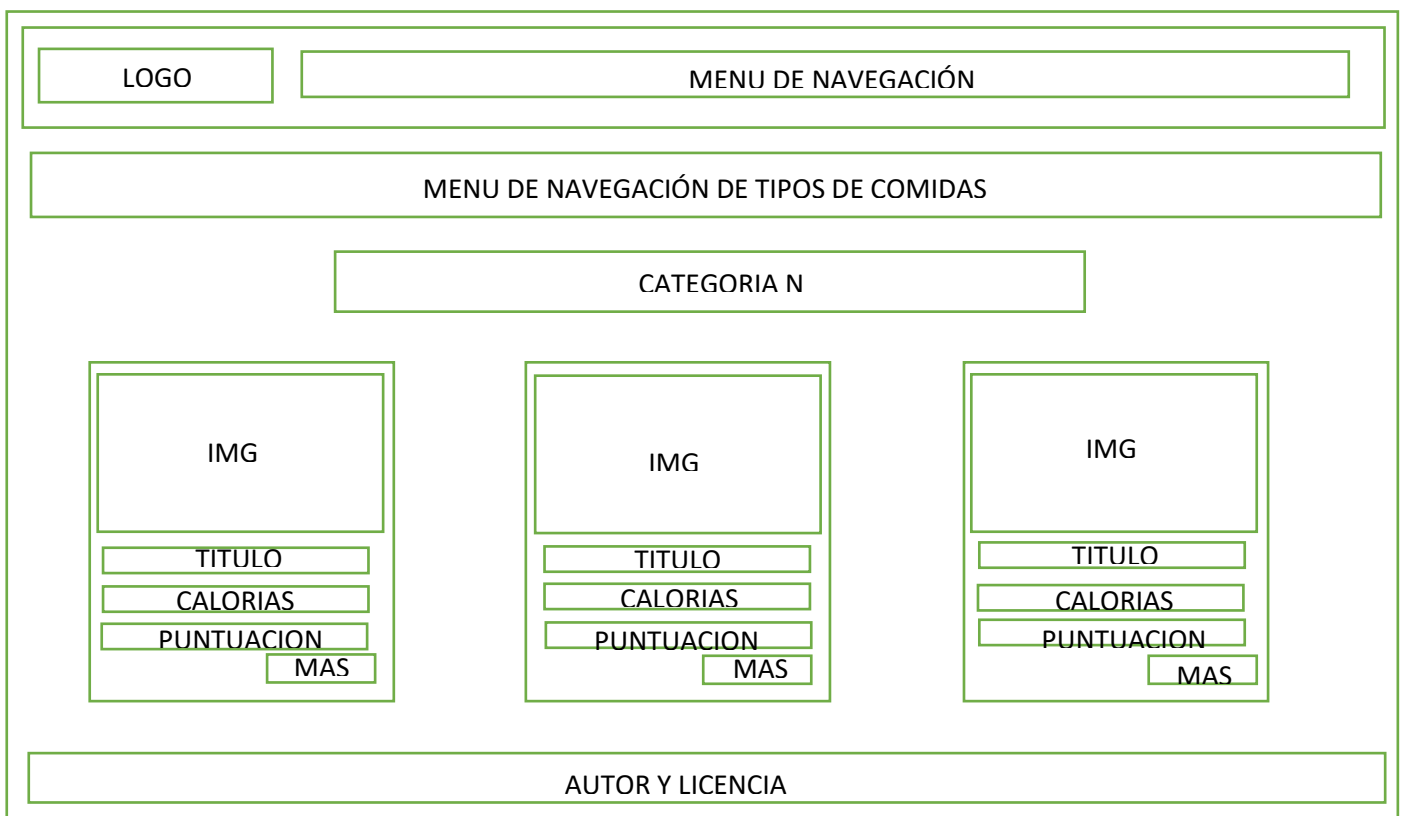 LOGO
MENU DE NAVEGACIÓN
MENU DE NAVEGACIÓN DE TIPOS DE COMIDAS
CATEGORIA N
IMG
TITULO
CALORIAS
PUNTUACION
MAS
IMG
TITULO
CALORIAS
PUNTUACION
MAS
IMG
TITULO
CALORIAS
PUNTUACION
MAS
AUTOR Y LICENCIA